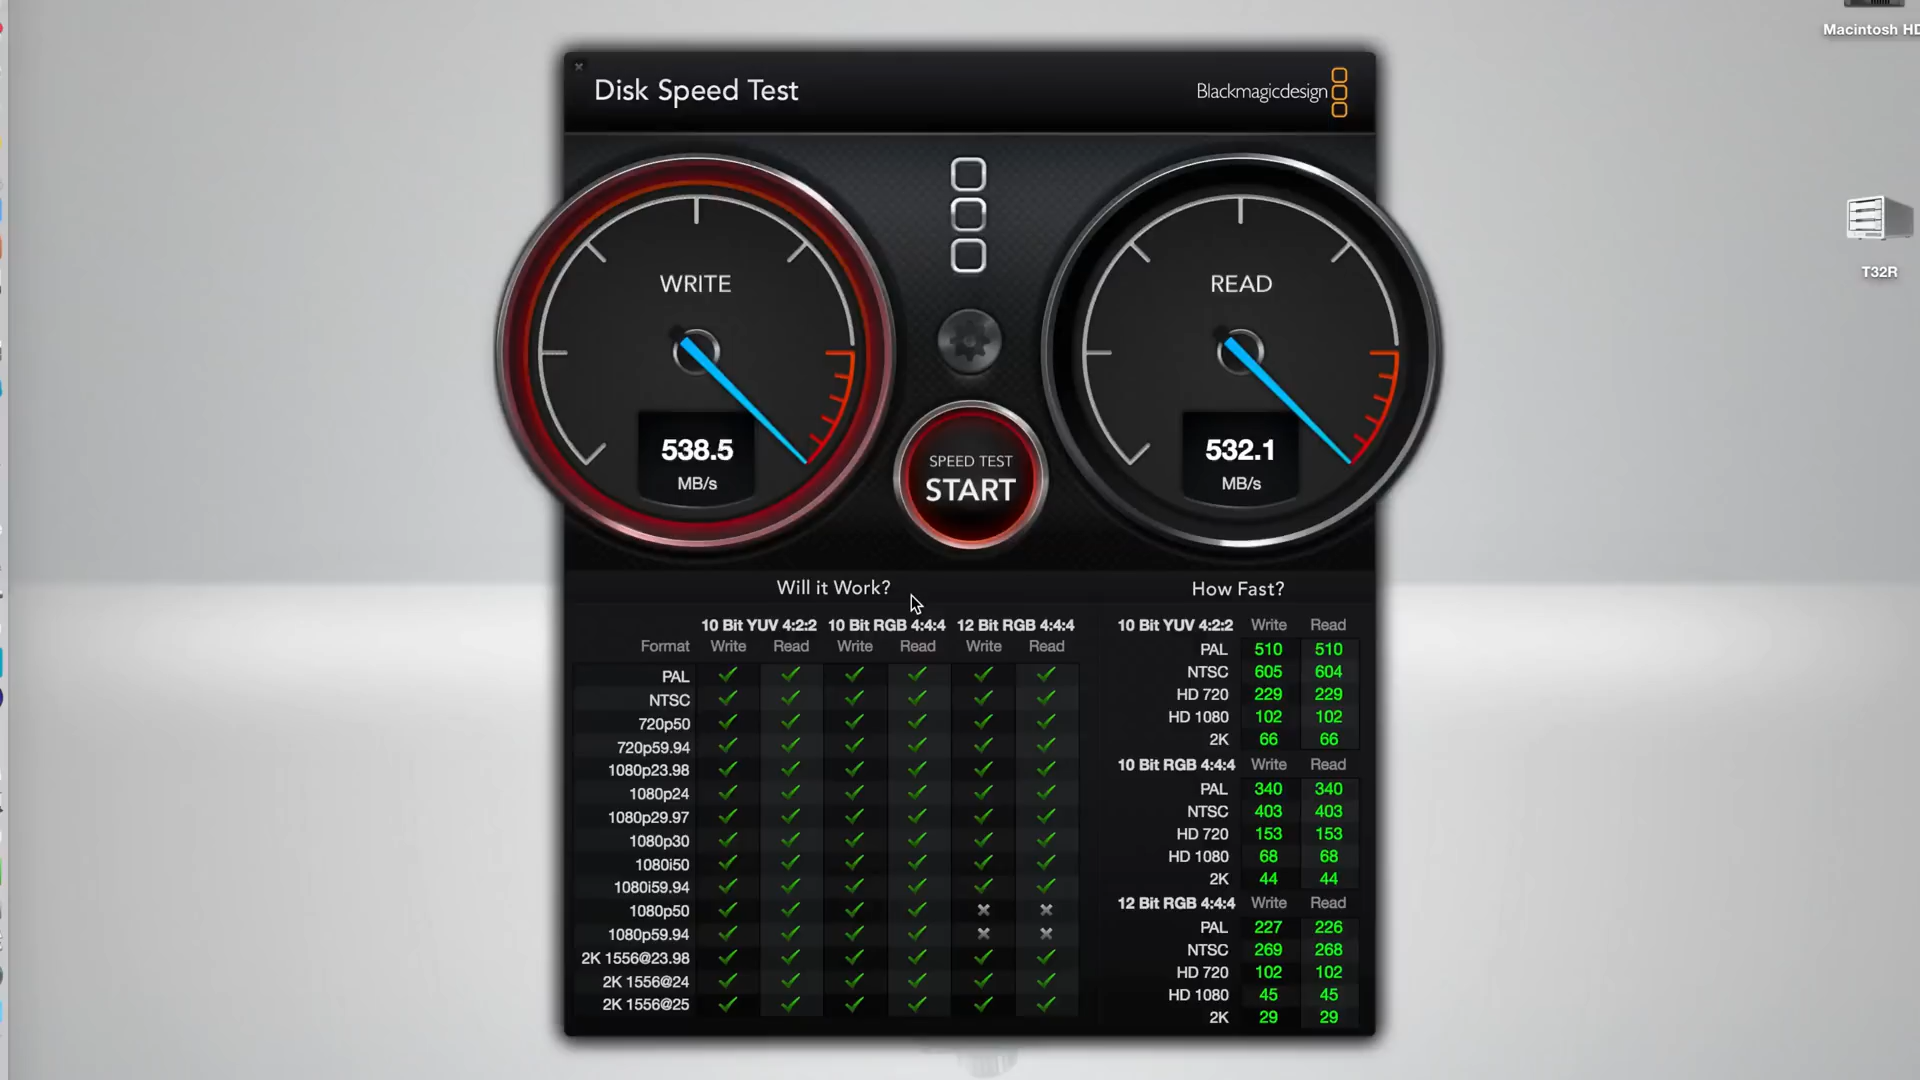 Macintosh HD
Disk Speed Test
Blackmagicdesign
T32R
WRITE
538.5
MB/s
SPEED TEST
START
READ
532.1
MB/s
Will it Work?
10 Bit YUV 4:2:2 10 Bit RGB 4:4:4 12 Bit RGB 4:4:4
Format Write Read Write Read Write Read
PAL
NTSC
720p50
720p59.94
1080p23.98
1080p24
1080p29.97
1080p30
1080i50
1080i59.94
1080p50
1080p59.94
2K 1556@23.98
2K 1556@24
2K 1556@25
How Fast?
10 Bit YUV 4:2:2 Write Read
PAL 510 510
NTSC 605 604
HD 720 229 229
HD 1080 102 102
2K 66 66
10 Bit RGB 4:4:4 Write Read
PAL 340 340
NTSC 403 403
HD 720 153 153
HD 1080 68 68
2K 44 44
12 Bit RGB 4:4:4 Write Read
PAL 227 226
NTSC 269 268
HD 720 102 102
HD 1080 45 45
2K 29 29